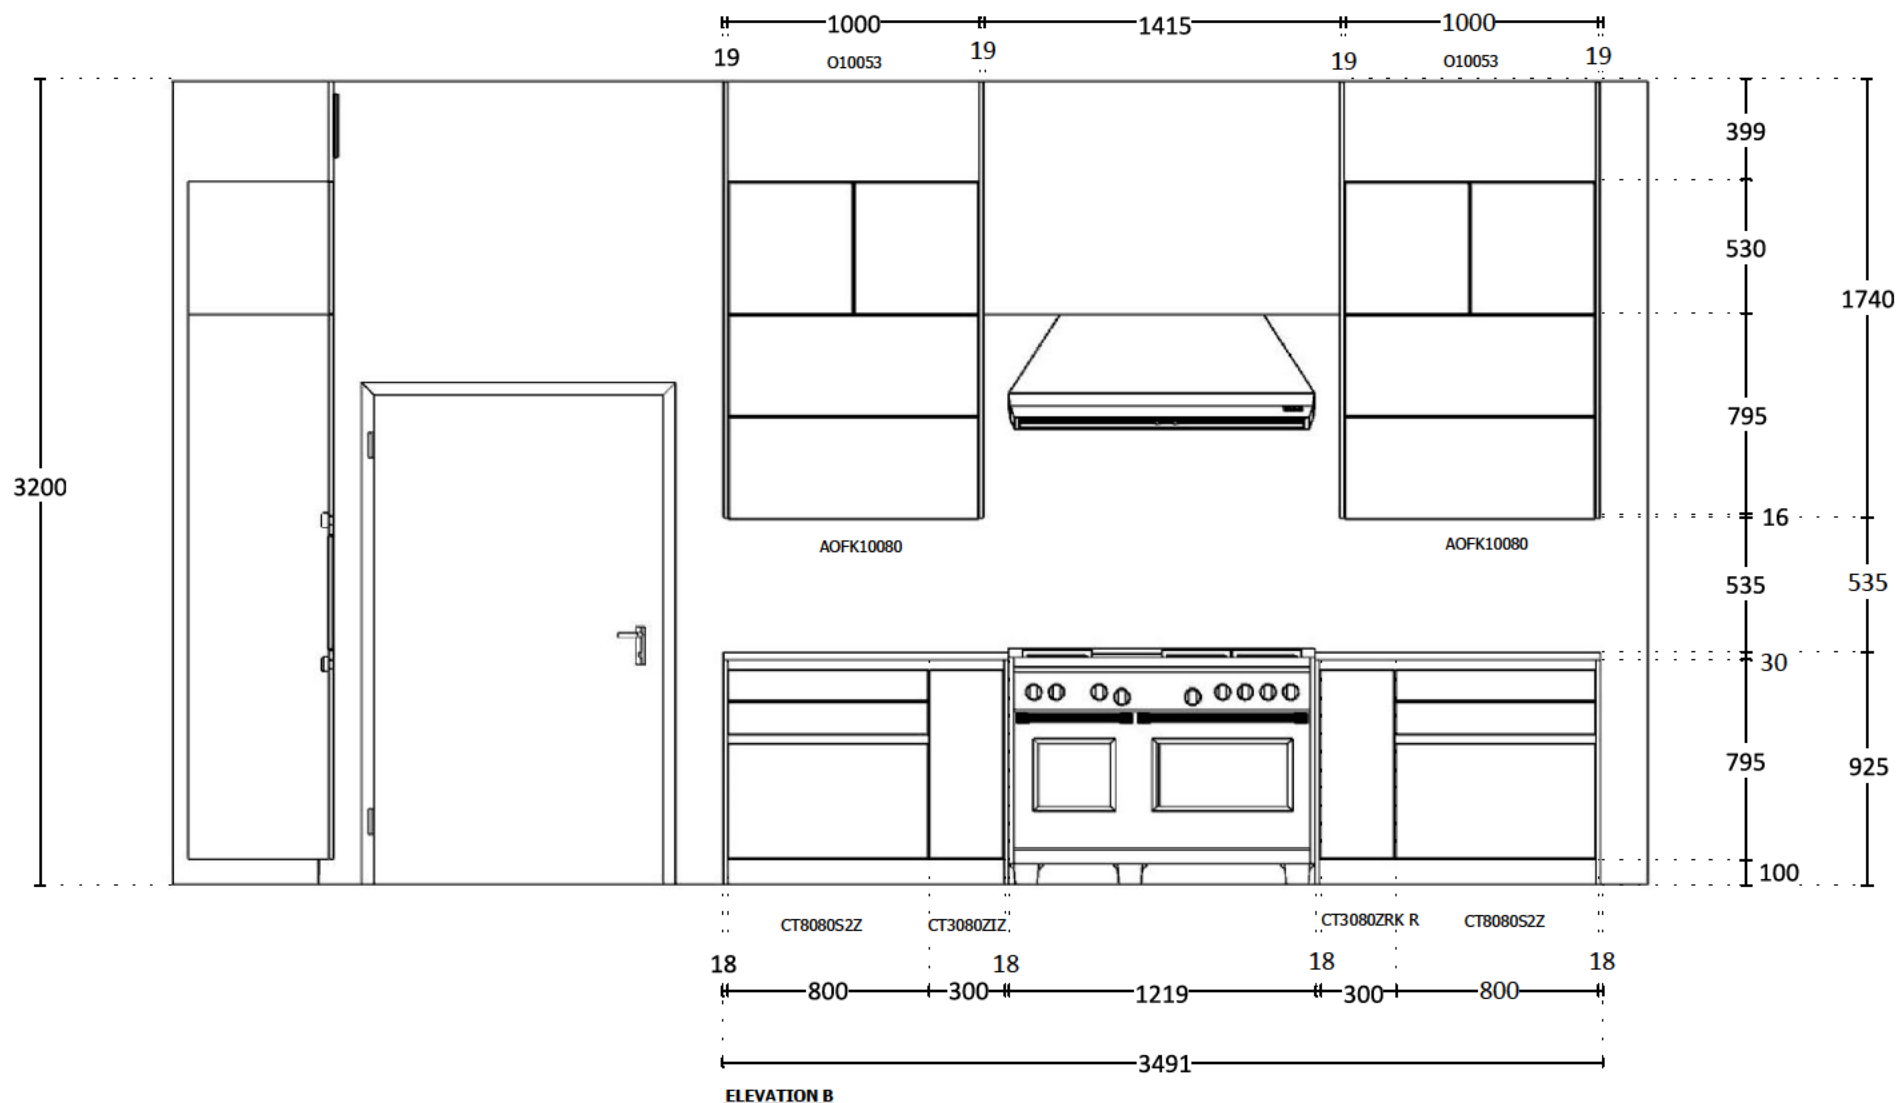 1000 1415 1000
19 O10053 19 19 O10053 19
399
530
1740
795
3200
16
AOFK10080 AOFK10080
535 535
30
795 925
100
CT8080S2Z CT3080ZIZ CT3080ZRK R CT8080S2Z
18 18 18 18
800 300 1219 300 800
3491
ELEVATION B